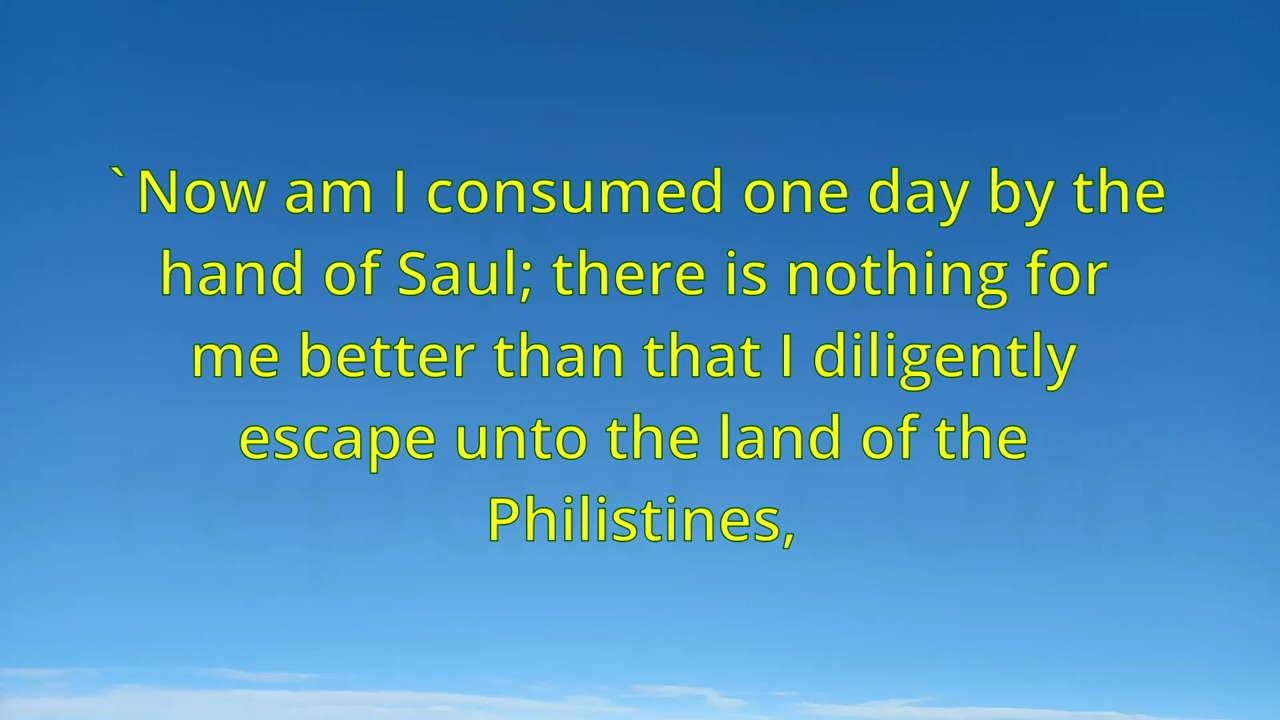 `Now am I consumed one day by the
hand of Saul; there is nothing for
me better than that I diligently
escape unto the land of the
Philistines,